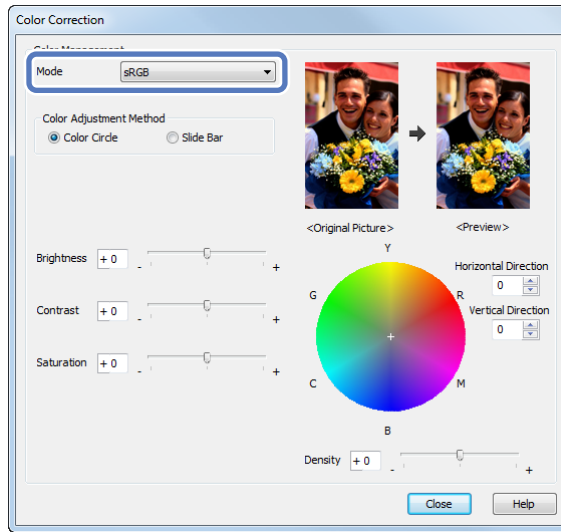 Color Correction
Color Management
Mode sRGB
Color Adjustment Method
Color Circle Slide Bar
<Original Picture> <Preview>
Y
Brightness +0 - +
Horizontal Direction
0
G R
Vertical Direction
0
Contrast +0 - +
Saturation +0 - +
C M
B
Density +0 - +
Close Help